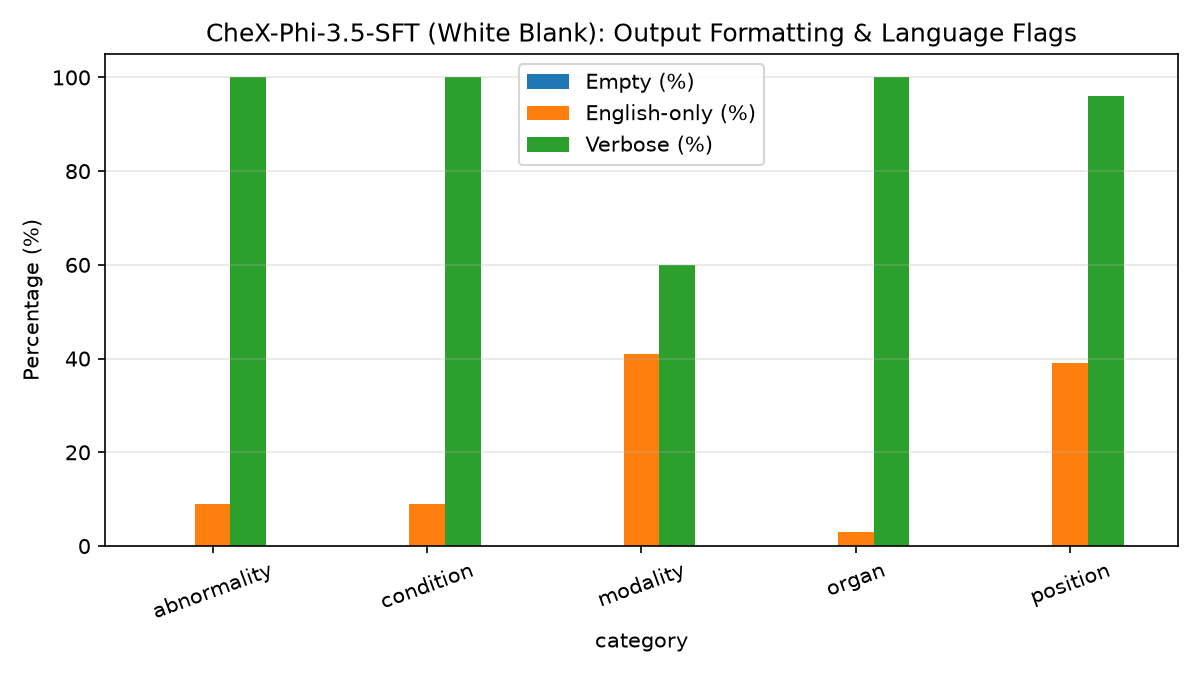 CheX-Phi-3.5-SFT (White Blank): Output Formatting & Language Flags
Empty (%)
English-only (%)
Verbose (%)
Percentage (%)
100
80
60
40
20
0
abnormality
condition
modality
organ
position
category